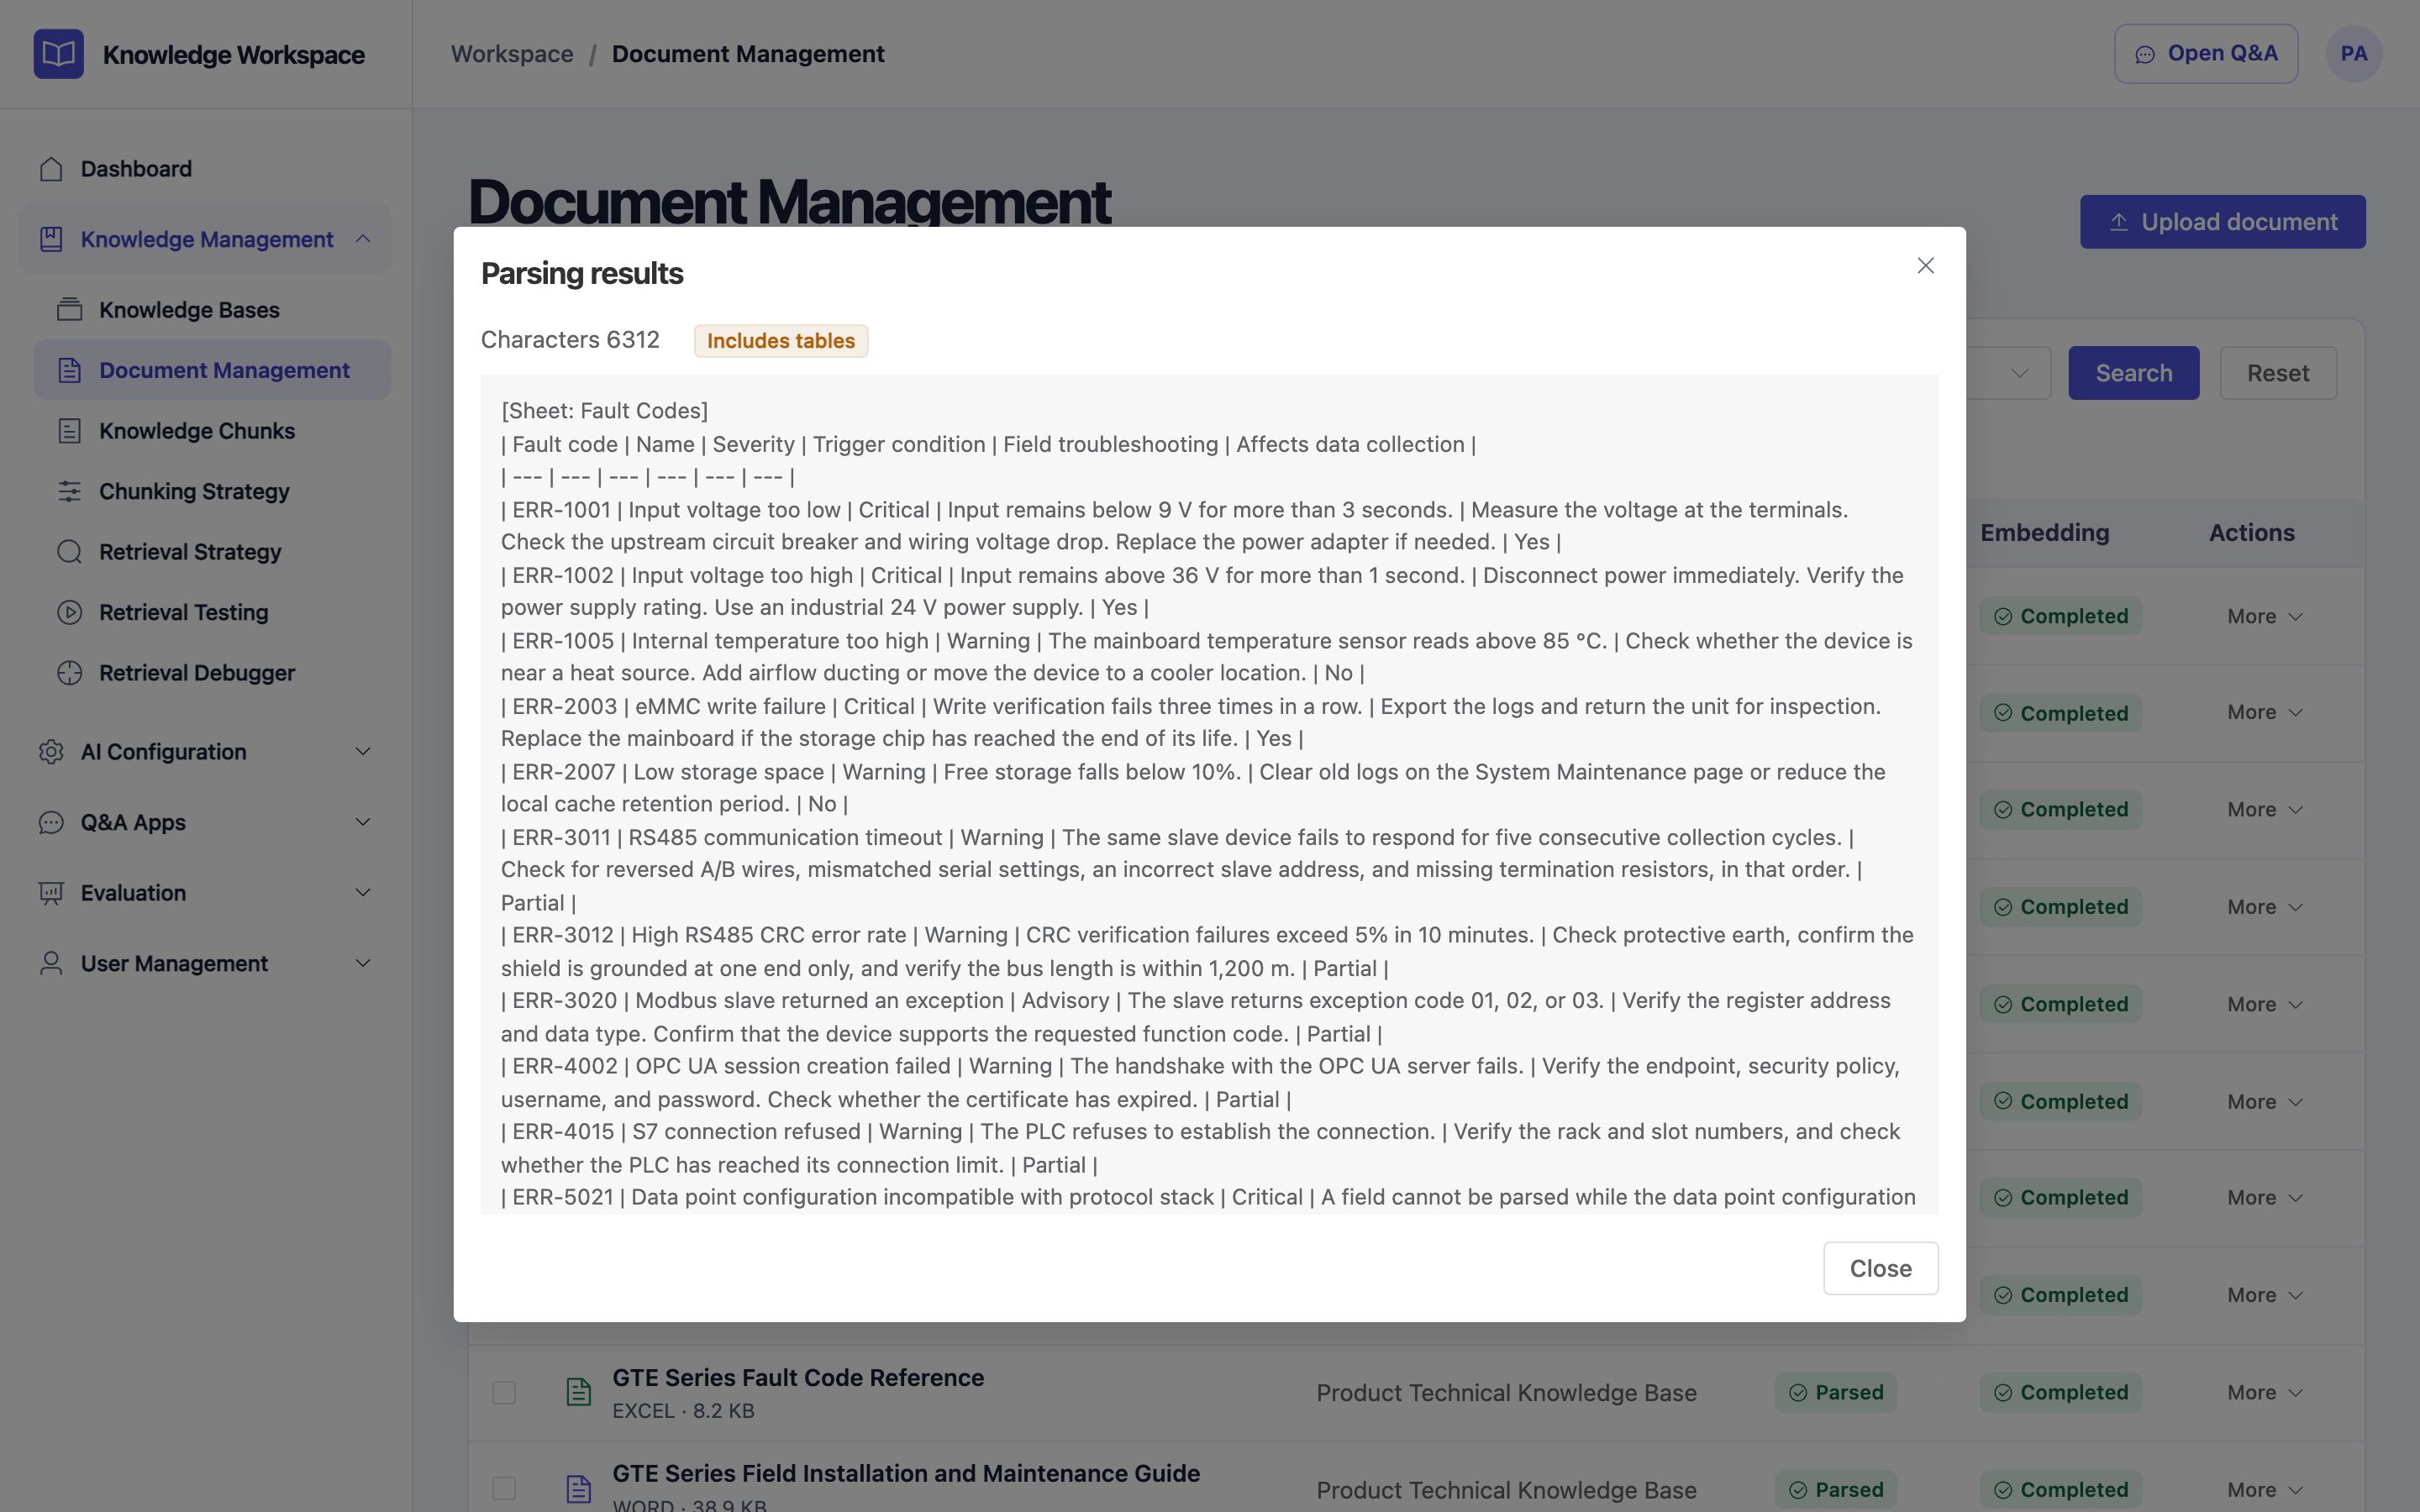 Knowledge Workspace
Workspace / Document Management
Open Q&A
PA
Dashboard
Knowledge Management
Knowledge Bases
Document Management
Knowledge Chunks
Chunking Strategy
Retrieval Strategy
Retrieval Testing
Retrieval Debugger
AI Configuration
Q&A Apps
Evaluation
User Management
Document Management
Upload document
Search
Reset
Parsing results
Characters 6312
Includes tables
[Sheet: Fault Codes]
| Fault code | Name | Severity | Trigger condition | Field troubleshooting | Affects data collection |
| --- | --- | --- | --- | --- | --- |
| ERR-1001 | Input voltage too low | Critical | Input remains below 9 V for more than 3 seconds. | Measure the voltage at the terminals.
Check the upstream circuit breaker and wiring voltage drop. Replace the power adapter if needed. | Yes |
| ERR-1002 | Input voltage too high | Critical | Input remains above 36 V for more than 1 second. | Disconnect power immediately. Verify the
power supply rating. Use an industrial 24 V power supply. | Yes |
| ERR-1005 | Internal temperature too high | Warning | The mainboard temperature sensor reads above 85 °C. | Check whether the device is
near a heat source. Add airflow ducting or move the device to a cooler location. | No |
| ERR-2003 | eMMC write failure | Critical | Write verification fails three times in a row. | Export the logs and return the unit for inspection.
Replace the mainboard if the storage chip has reached the end of its life. | Yes |
| ERR-2007 | Low storage space | Warning | Free storage falls below 10%. | Clear old logs on the System Maintenance page or reduce the
local cache retention period. | No |
| ERR-3011 | RS485 communication timeout | Warning | The same slave device fails to respond for five consecutive collection cycles. |
Check for reversed A/B wires, mismatched serial settings, an incorrect slave address, and missing termination resistors, in that order. |
Partial |
| ERR-3012 | High RS485 CRC error rate | Warning | CRC verification failures exceed 5% in 10 minutes. | Check protective earth, confirm the
shield is grounded at one end only, and verify the bus length is within 1,200 m. | Partial |
| ERR-3020 | Modbus slave returned an exception | Advisory | The slave returns exception code 01, 02, or 03. | Verify the register address
and data type. Confirm that the device supports the requested function code. | Partial |
| ERR-4002 | OPC UA session creation failed | Warning | The handshake with the OPC UA server fails. | Verify the endpoint, security policy,
username, and password. Check whether the certificate has expired. | Partial |
| ERR-4015 | S7 connection refused | Warning | The PLC refuses to establish the connection. | Verify the rack and slot numbers, and check
whether the PLC has reached its connection limit. | Partial |
| ERR-5021 | Data point configuration incompatible with protocol stack | Critical | A field cannot be parsed while the data point configuration
Close
Embedding
Actions
Completed
More
Completed
More
Completed
More
Completed
More
Completed
More
Completed
More
Completed
More
Completed
More
GTE Series Fault Code Reference
EXCEL · 8.2 KB
Product Technical Knowledge Base
Parsed
Completed
More
GTE Series Field Installation and Maintenance Guide
WORD · 38.9 KB
Product Technical Knowledge Base
Parsed
Completed
More